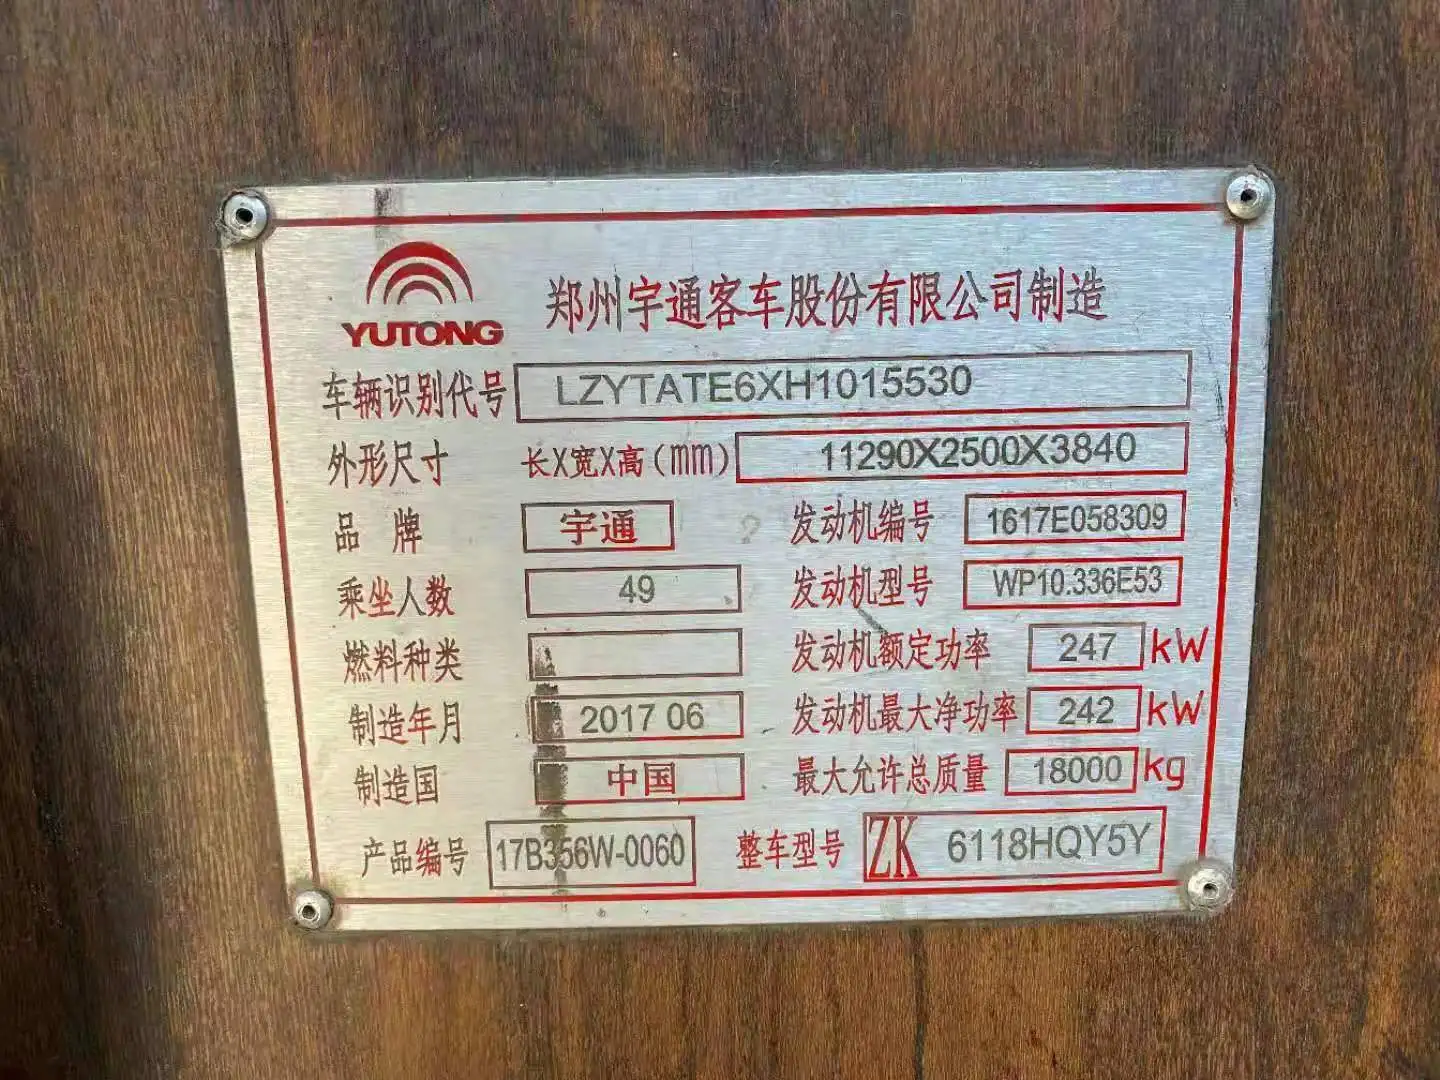 YUTONG
郑州宇通客车股份有限公司制造
车辆识别代号 LZYTATE6XH1015530
外形尺寸 长X宽X高(mm) 11290X2500X3840
品牌 宇通 发动机编号 1617E058309
乘坐人数 49 发动机型号 WP10.336E53
燃料种类 发动机额定功率 247 kW
制造年月 2017 06 发动机最大净功率 242 kW
制造国 中国 最大允许总质量 18000 kg
产品编号 17B356W-0060 整车型号 ZK 6118HQY5Y